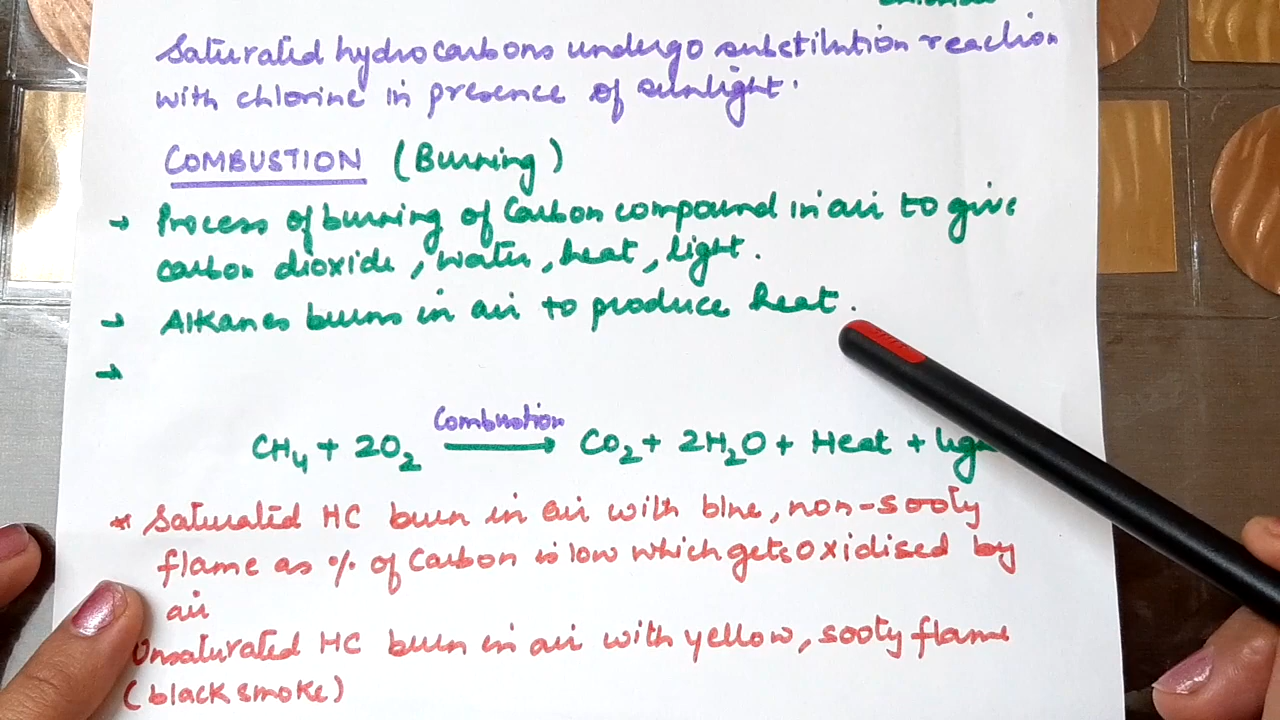 Saturated hydrocarbons undergo substitution reaction
with chlorine in presence of sunlight.
COMBUSTION (Burning)
→ Process of burning of Carbon compound in air to give
carbon dioxide, water, heat, light.
→ Alkanes burns in air to produce heat.
→
Combustion
CH₄ + 2O₂ ⟶ CO₂ + 2H₂O + Heat + lig
* Saturated HC burn in air with blue, non-sooty
flame as % of Carbon is low which gets oxidised by
air
Unsaturated HC burn in air with yellow, sooty flame
(black smoke)